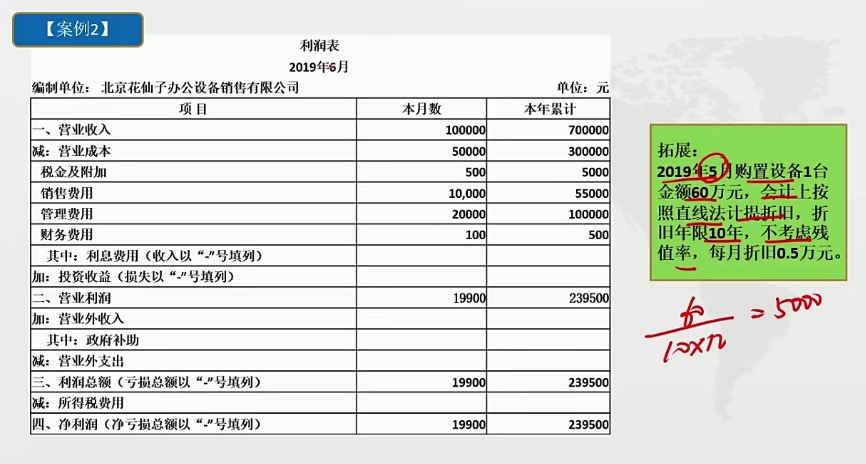 【案例2】
利润表
2019年6月
编制单位： 北京花仙子办公设备销售有限公司 单位：元
项 目 本月数 本年累计
一、营业收入 100000 700000
减：营业成本 50000 300000
税金及附加 500 5000
销售费用 10,000 55000
管理费用 20000 100000
财务费用 100 500
其中：利息费用（收入以“-”号填列）
加：投资收益（损失以“-”号填列）
二、营业利润 19900 239500
加：营业外收入
其中：政府补助
减：营业外支出
三、利润总额（亏损总额以“-”号填列） 19900 239500
减：所得税费用
四、净利润（净亏损总额以“-”号填列） 19900 239500
拓展：
2019年5月购置设备1台
金额60万元，会计上按
照直线法计提折旧，折
旧年限10年，不考虑残
值率，每月折旧0.5万元。
60
10×12
= 5000